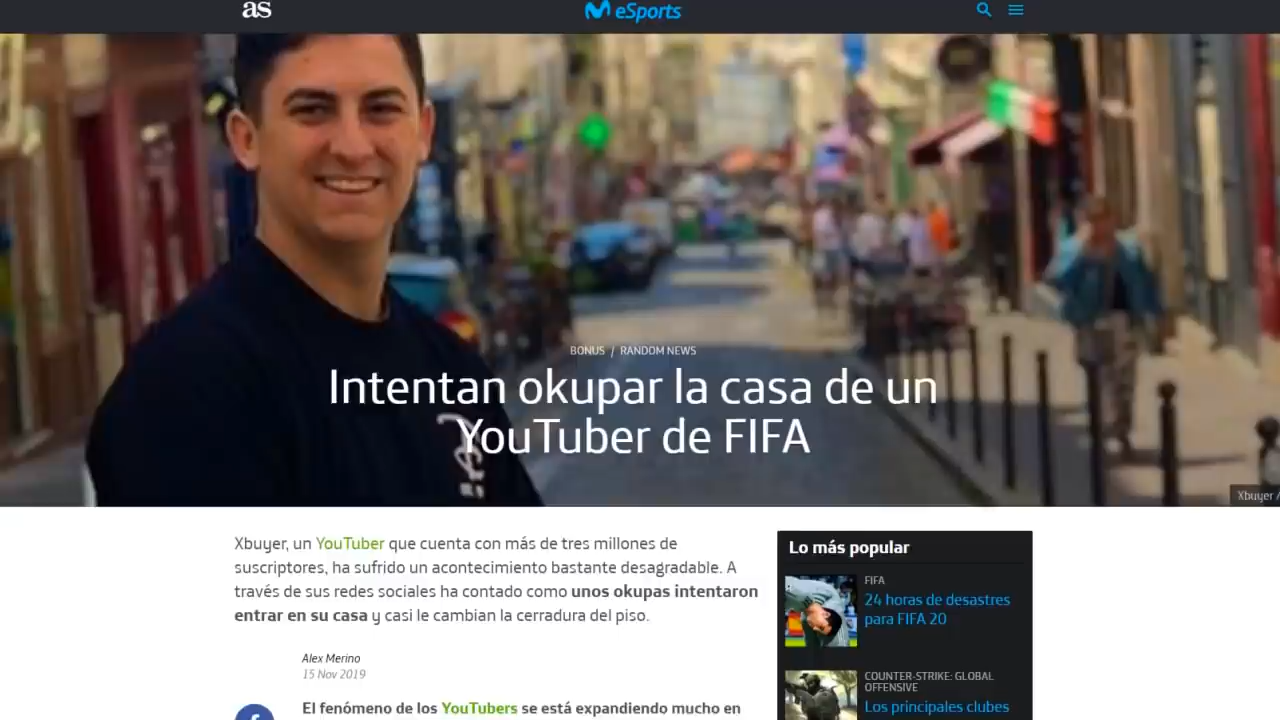 as
eSports
BONUS / RANDOM NEWS
Intentan okupar la casa de un
YouTuber de FIFA
Xbuyer /
Xbuyer, un YouTuber que cuenta con más de tres millones de
suscriptores, ha sufrido un acontecimiento bastante desagradable. A
través de sus redes sociales ha contado como unos okupas intentaron
entrar en su casa y casi le cambian la cerradura del piso.
Alex Merino
15 Nov 2019
El fenómeno de los YouTubers se está expandiendo mucho en
Lo más popular
FIFA
24 horas de desastres
para FIFA 20
COUNTER-STRIKE: GLOBAL
OFFENSIVE
Los principales clubes